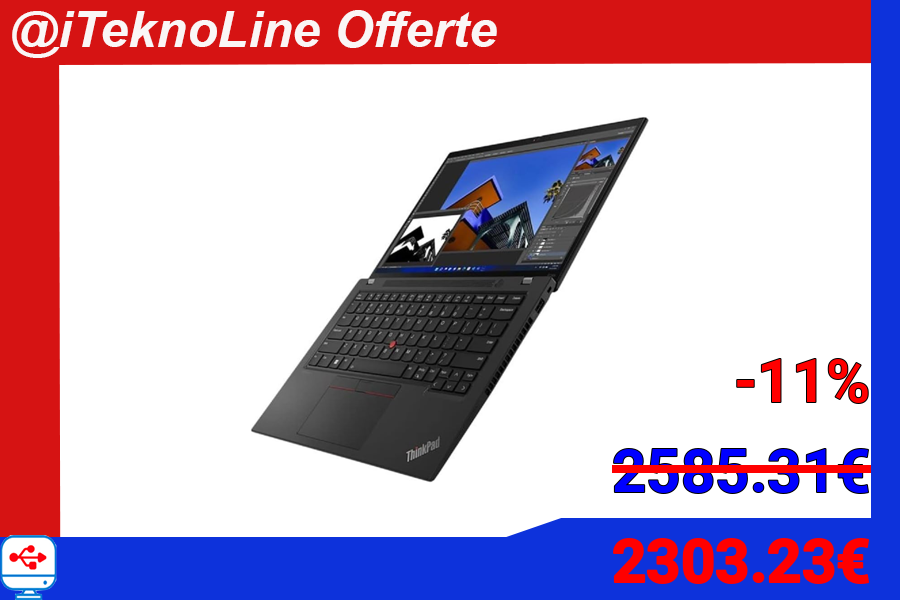 @iTeknoLine Offerte
ThinkPad
-11%
2585.31€
2303.23€